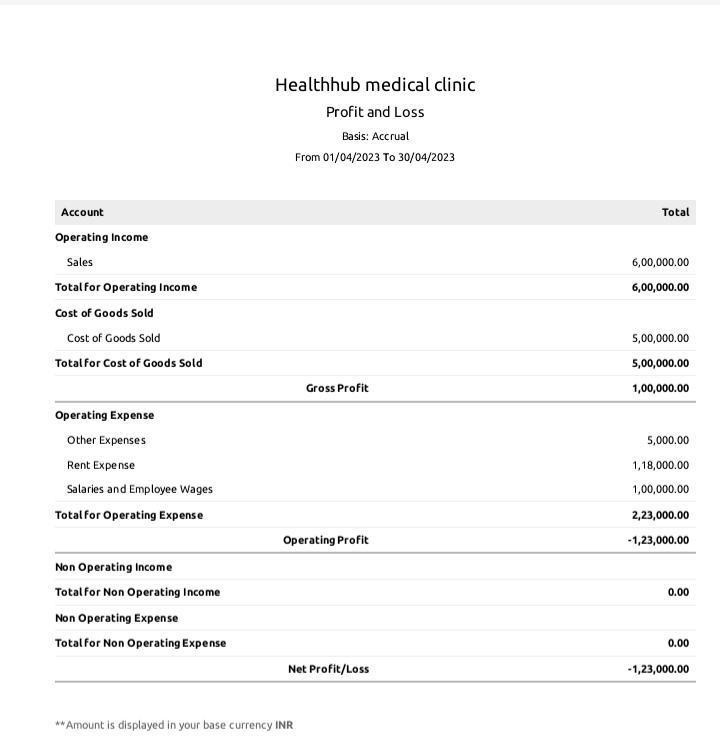 Healthhub medical clinic
Profit and Loss
Basis: Accrual
From 01/04/2023 To 30/04/2023
Account Total
Operating Income
Sales 6,00,000.00
Total for Operating Income 6,00,000.00
Cost of Goods Sold
Cost of Goods Sold 5,00,000.00
Total for Cost of Goods Sold 5,00,000.00
Gross Profit 1,00,000.00
Operating Expense
Other Expenses 5,000.00
Rent Expense 1,18,000.00
Salaries and Employee Wages 1,00,000.00
Total for Operating Expense 2,23,000.00
Operating Profit -1,23,000.00
Non Operating Income
Total for Non Operating Income 0.00
Non Operating Expense
Total for Non Operating Expense 0.00
Net Profit/Loss -1,23,000.00
**Amount is displayed in your base currency INR